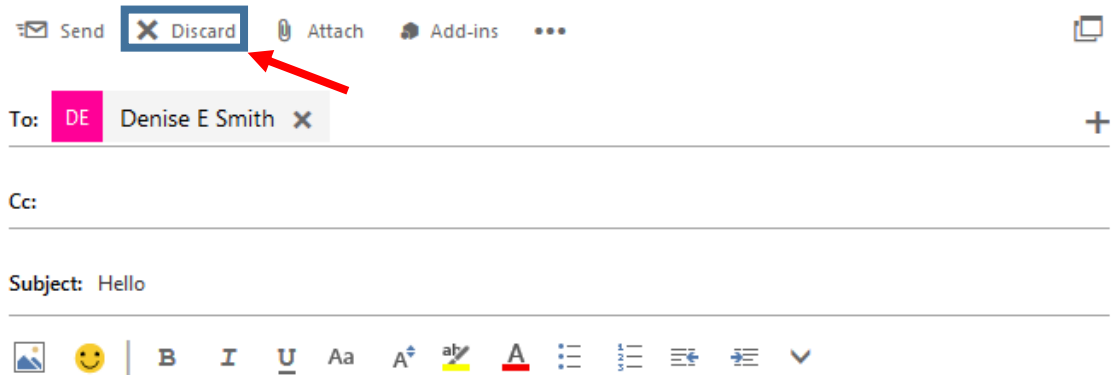 Send Discard Attach Add-ins •••
To: DE Denise E Smith
Cc:
Subject: Hello
B I U Aa A ab A